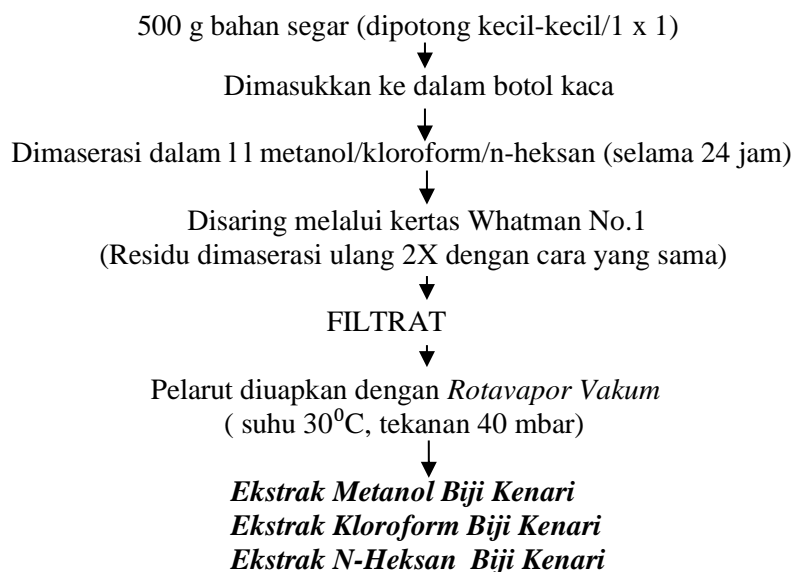 500 g bahan segar (dipotong kecil-kecil/1 x 1)
Dimasukkan ke dalam botol kaca
Dimaserasi dalam l l metanol/kloroform/n-heksan (selama 24 jam)
Disaring melalui kertas Whatman No.1
(Residu dimaserasi ulang 2X dengan cara yang sama)
FILTRAT
Pelarut diuapkan dengan Rotavapor Vakum
( suhu 30⁰C, tekanan 40 mbar)
Ekstrak Metanol Biji Kenari
Ekstrak Kloroform Biji Kenari
Ekstrak N-Heksan Biji Kenari